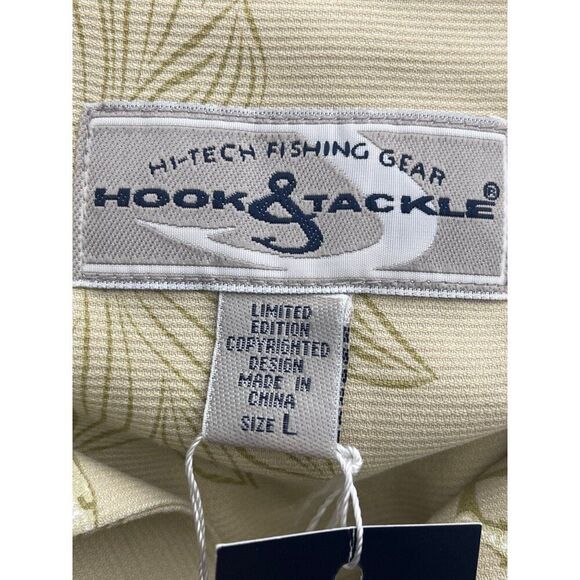 HI-TECH FISHING GEAR
HOOK & TACKLE®
LIMITED
EDITION
COPYRIGHTED
DESIGN
MADE IN
CHINA
SIZE L